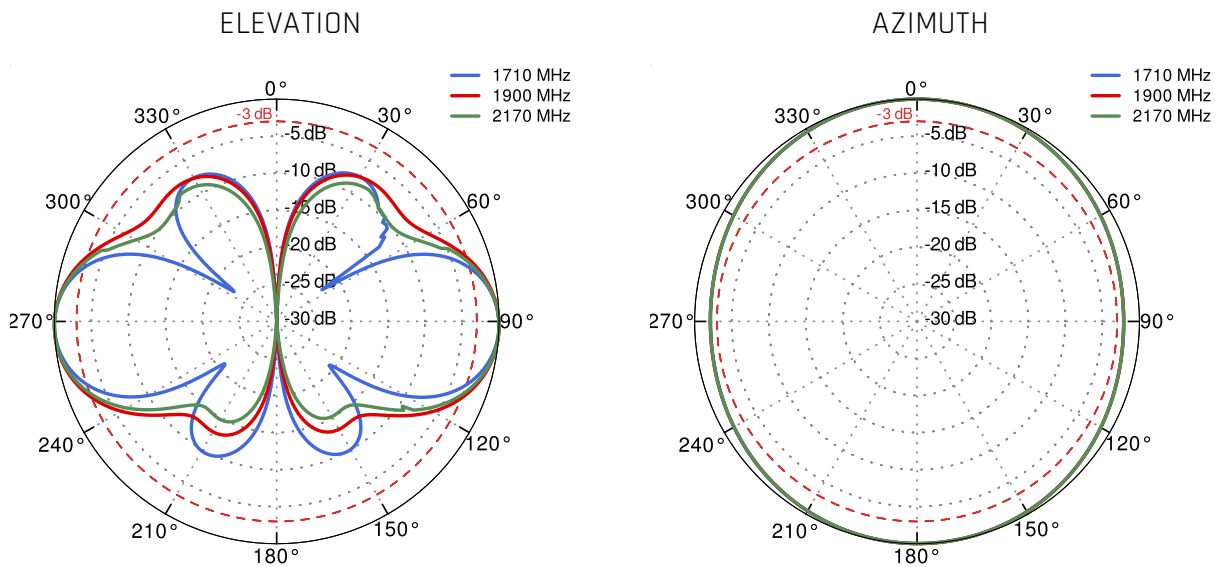 ELEVATION
1710 MHz
1900 MHz
2170 MHz
0°
30°
60°
90°
120°
150°
180°
210°
240°
270°
300°
330°
-3 dB
-5 dB
-10 dB
-15 dB
-20 dB
-25 dB
-30 dB
AZIMUTH
1710 MHz
1900 MHz
2170 MHz
0°
30°
60°
90°
120°
150°
180°
210°
240°
270°
300°
330°
-3 dB
-5 dB
-10 dB
-15 dB
-20 dB
-25 dB
-30 dB